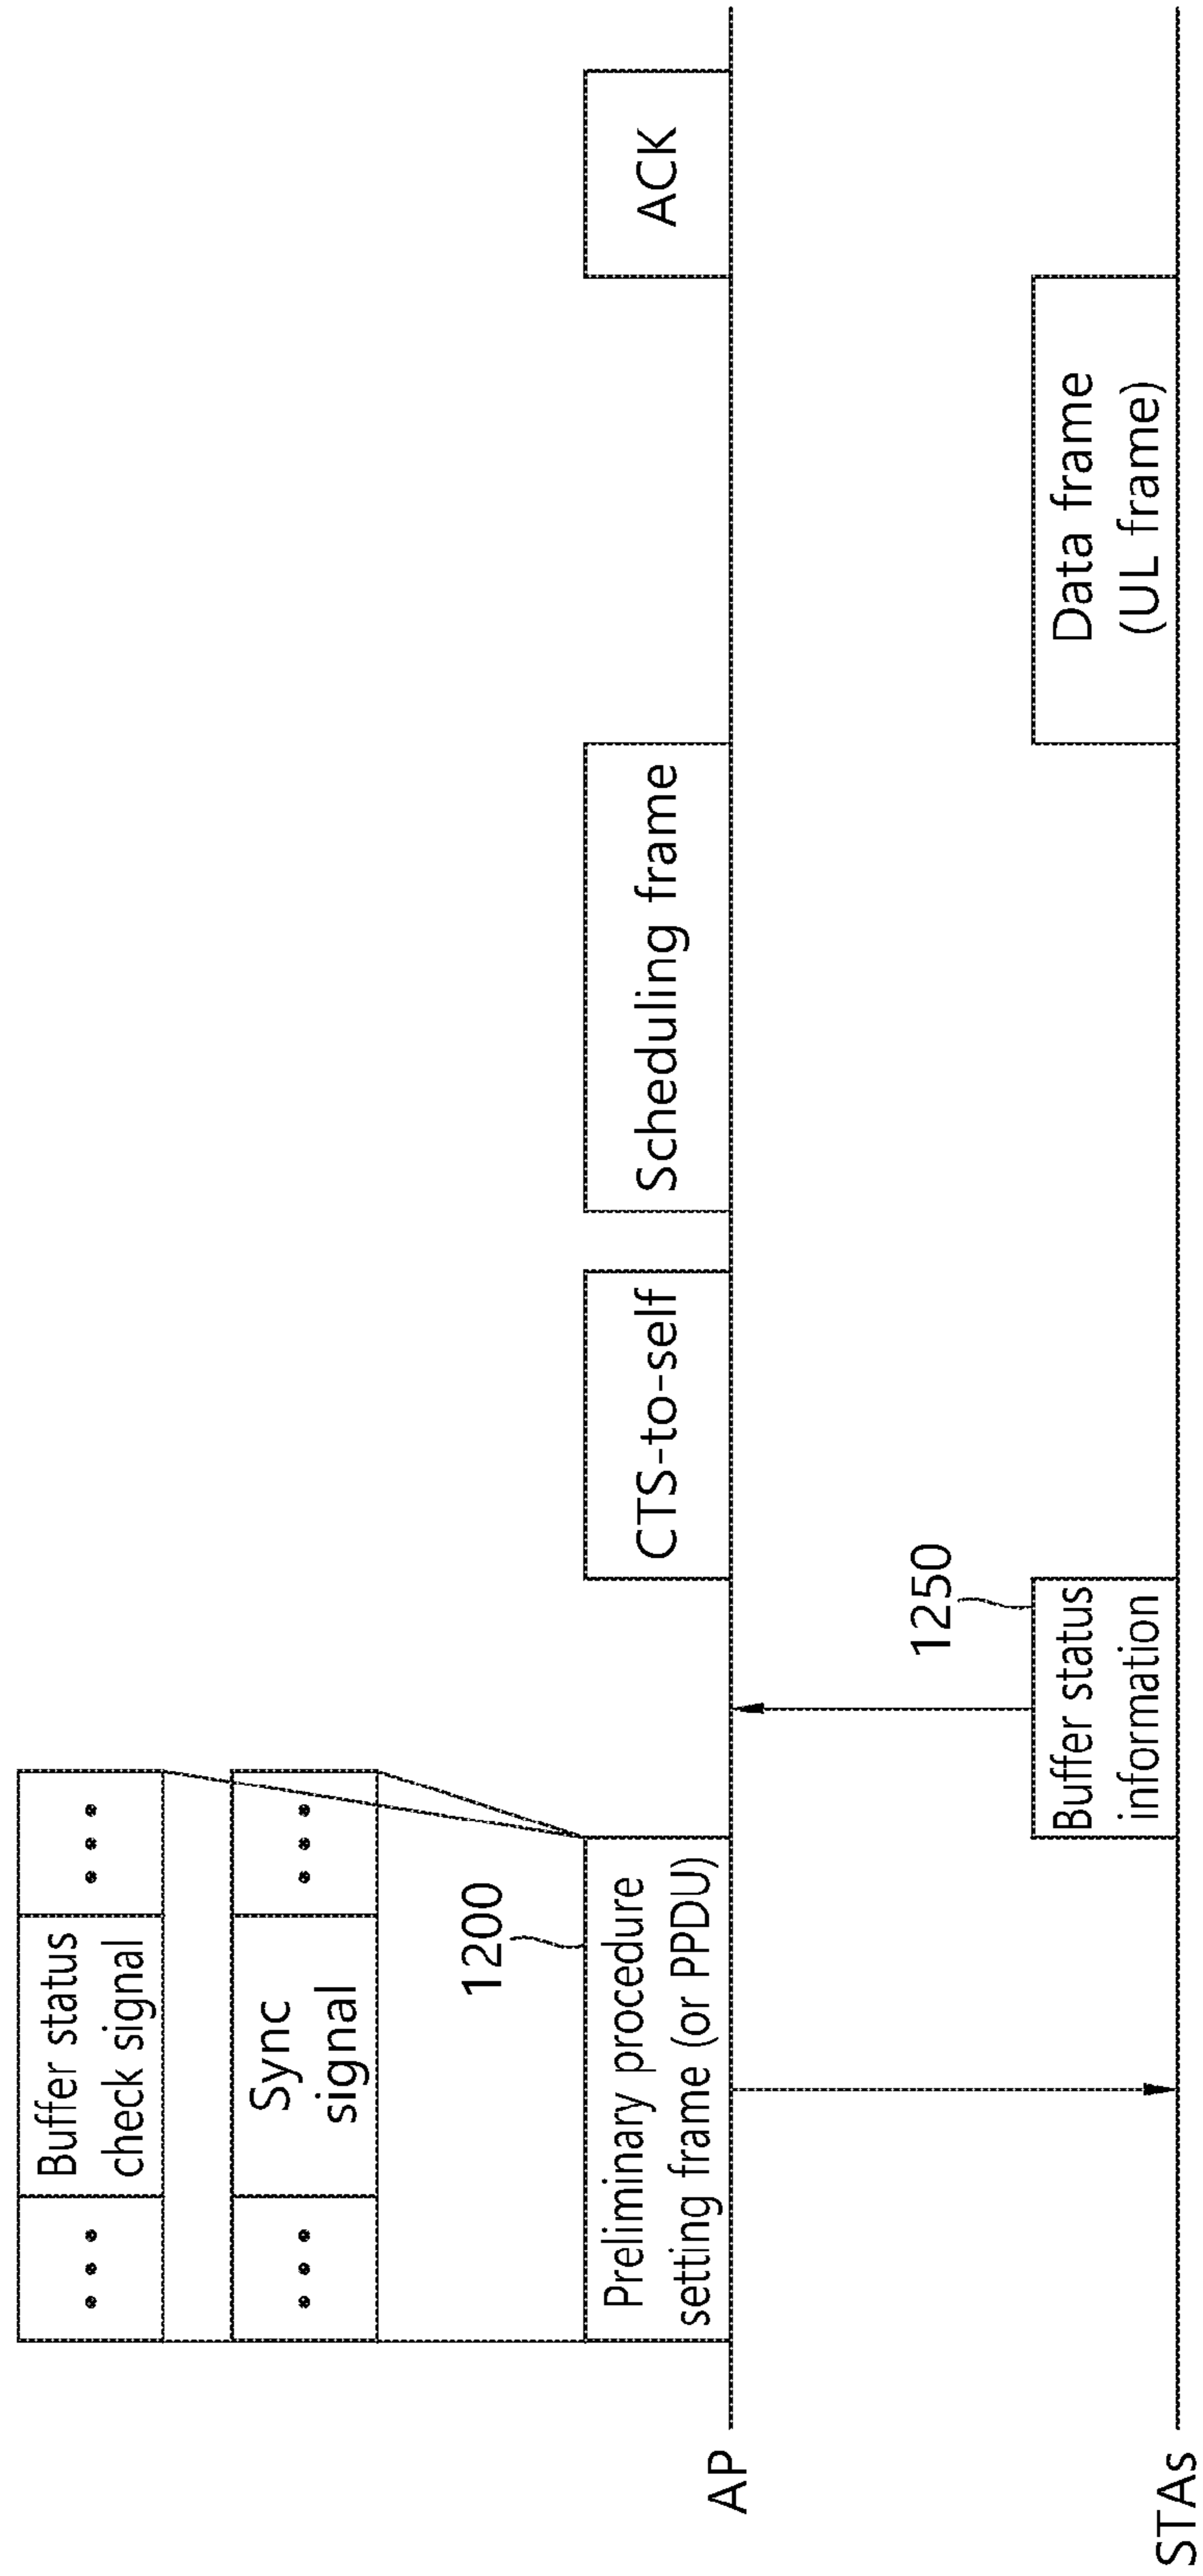 • • •
Buffer status
check signal
• • •
• • •
Sync
signal
• • •
1200
Preliminary procedure
setting frame (or PPDU)
CTS-to-self
Scheduling frame
ACK
AP
1250
Buffer status
information
Data frame
(UL frame)
STAs